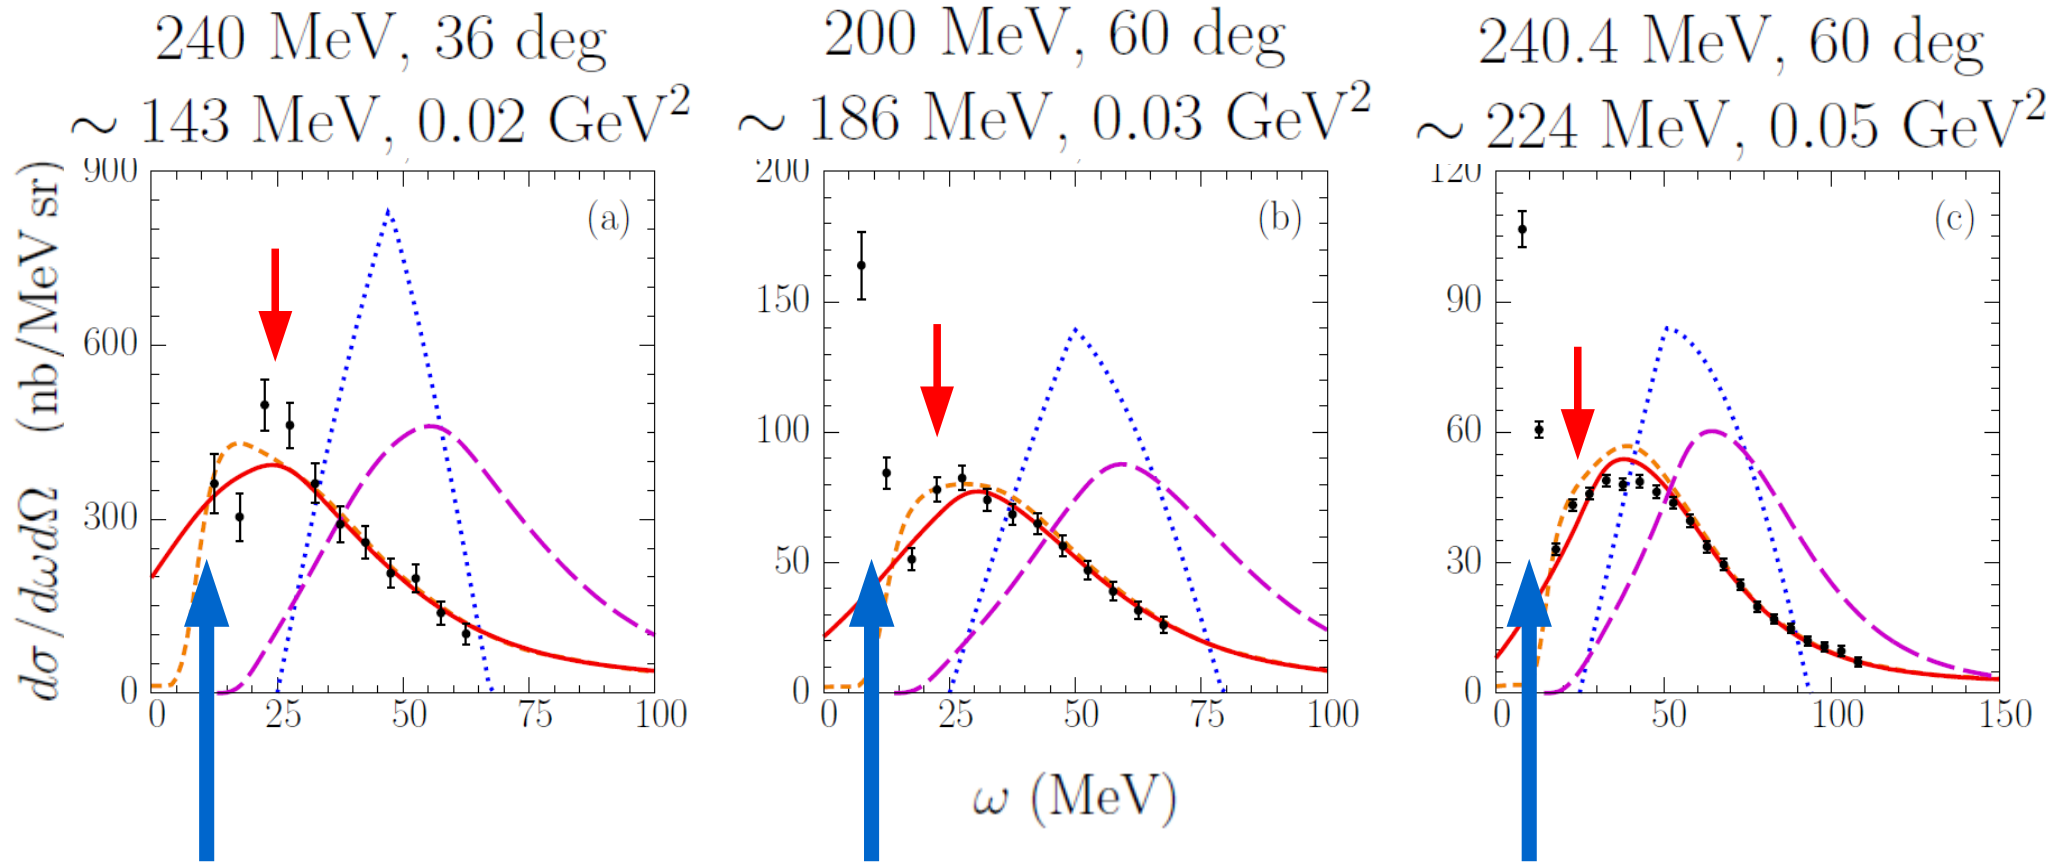 240 MeV, 36 deg
∼ 143 MeV, 0.02 GeV²
200 MeV, 60 deg
∼ 186 MeV, 0.03 GeV²
240.4 MeV, 60 deg
∼ 224 MeV, 0.05 GeV²
dσ/dωdΩ (nb/MeV sr)
900
600
300
0
0 25 50 75 100
(a)
200
150
100
50
0
0 25 50 75 100
(b)
120
90
60
30
0
0 50 100 150
(c)
ω (MeV)